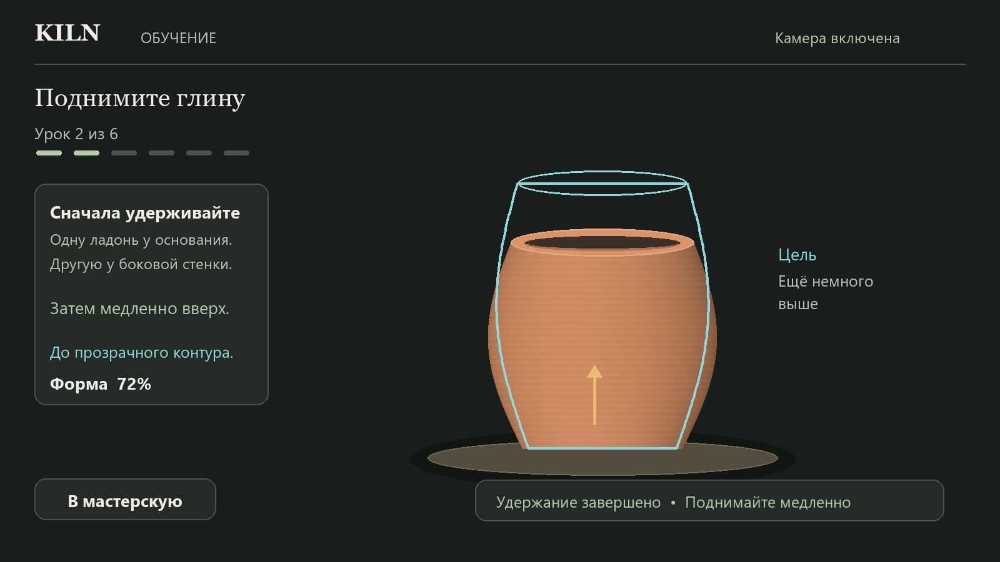 KILN
ОБУЧЕНИЕ
Камера включена
Поднимите глину
Урок 2 из 6
Сначала удерживайте
Одну ладонь у основания.
Другую у боковой стенки.
Затем медленно вверх.
До прозрачного контура.
Форма 72%
Цель
Ещё немного
выше
В мастерскую
Удержание завершено • Поднимайте медленно